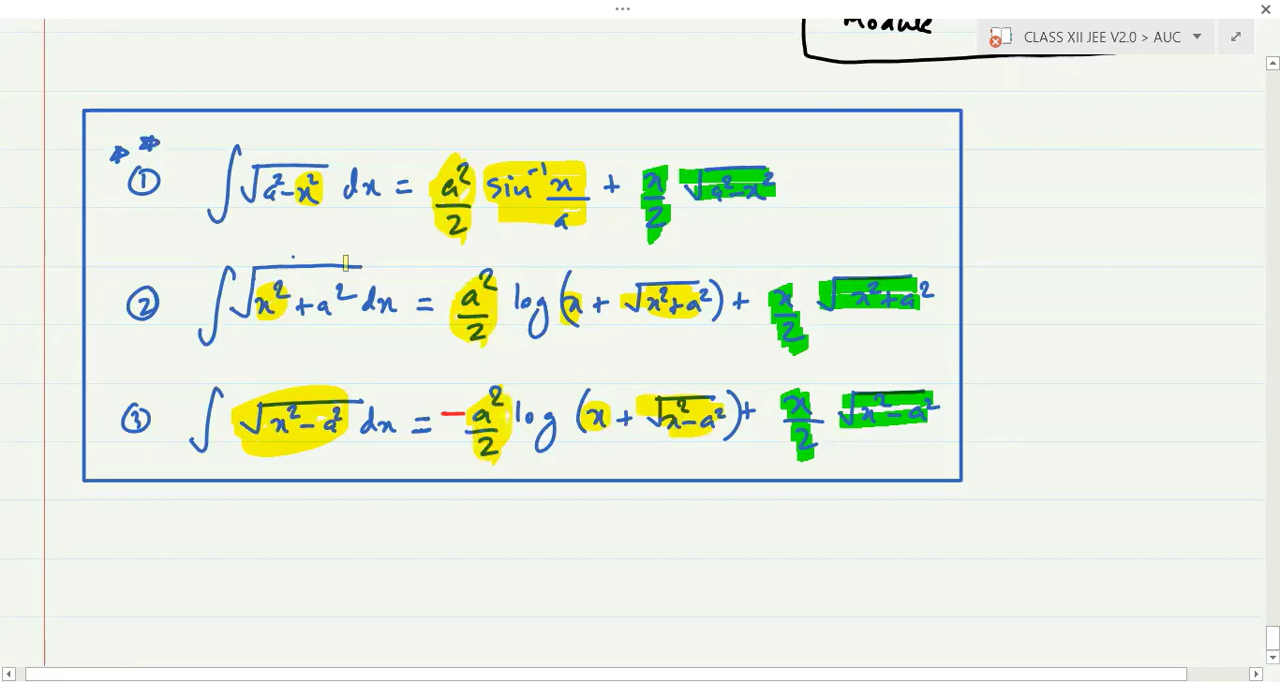 Module
CLASS XII JEE V2.0 > AUC
① ∫ √(a²-x²) dx = a²/2 sin⁻¹ x/a + x/2 √(a²-x²)
② ∫ √(x²+a²) dx = a²/2 log(x + √(x²+a²)) + x/2 √(x²+a²)
③ ∫ √(x²-a²) dx = -a²/2 log(x + √(x²-a²)) + x/2 √(x²-a²)